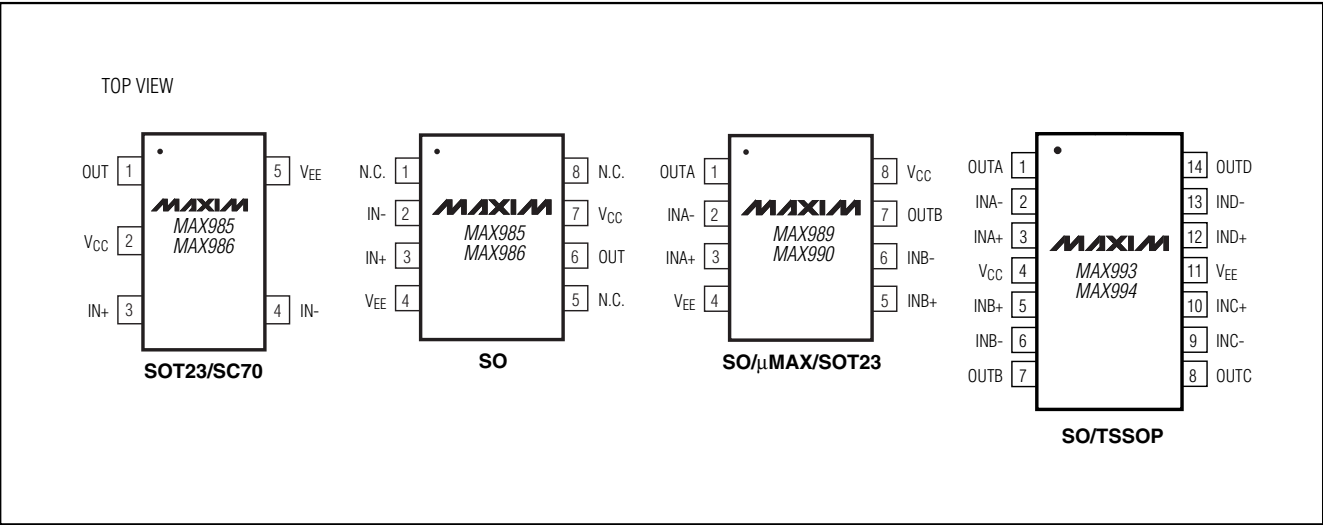 TOP VIEW
OUT 1
5 VEE
MAXIM
MAX985
MAX986
VCC 2
IN+ 3
4 IN-
SOT23/SC70
N.C. 1
8 N.C.
IN- 2
7 VCC
MAXIM
MAX985
MAX986
IN+ 3
6 OUT
VEE 4
5 N.C.
SO
OUTA 1
8 VCC
INA- 2
7 OUTB
MAXIM
MAX989
MAX990
INA+ 3
6 INB-
VEE 4
5 INB+
SO/μMAX/SOT23
OUTA 1
14 OUTD
INA- 2
13 IND-
INA+ 3
12 IND+
MAXIM
MAX993
MAX994
VCC 4
11 VEE
INB+ 5
10 INC+
INB- 6
9 INC-
OUTB 7
8 OUTC
SO/TSSOP